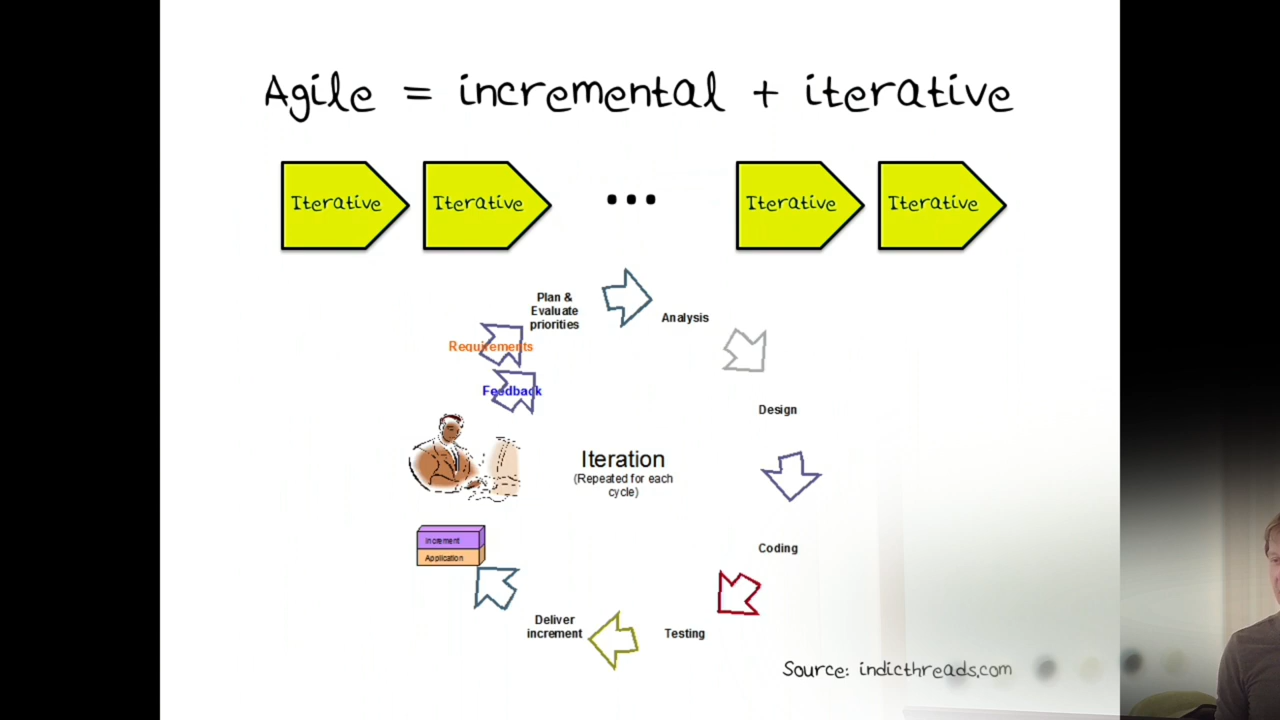 Agile = incremental + iterative
Iterative
Iterative
...
Iterative
Iterative
Plan &
Evaluate
priorities
Analysis
Requirements
Feedback
Design
Iteration
(Repeated for each
cycle)
Increment
Application
Coding
Deliver
increment
Testing
Source: indicthreads.com